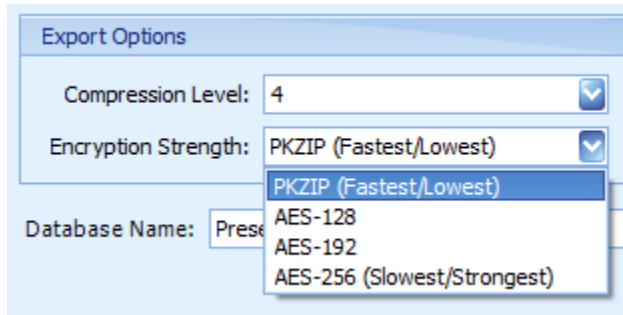 Export Options
Compression Level: 4
Encryption Strength: PKZIP (Fastest/Lowest)
PKZIP (Fastest/Lowest)
AES-128
Database Name:
AES-192
AES-256 (Slowest/Strongest)